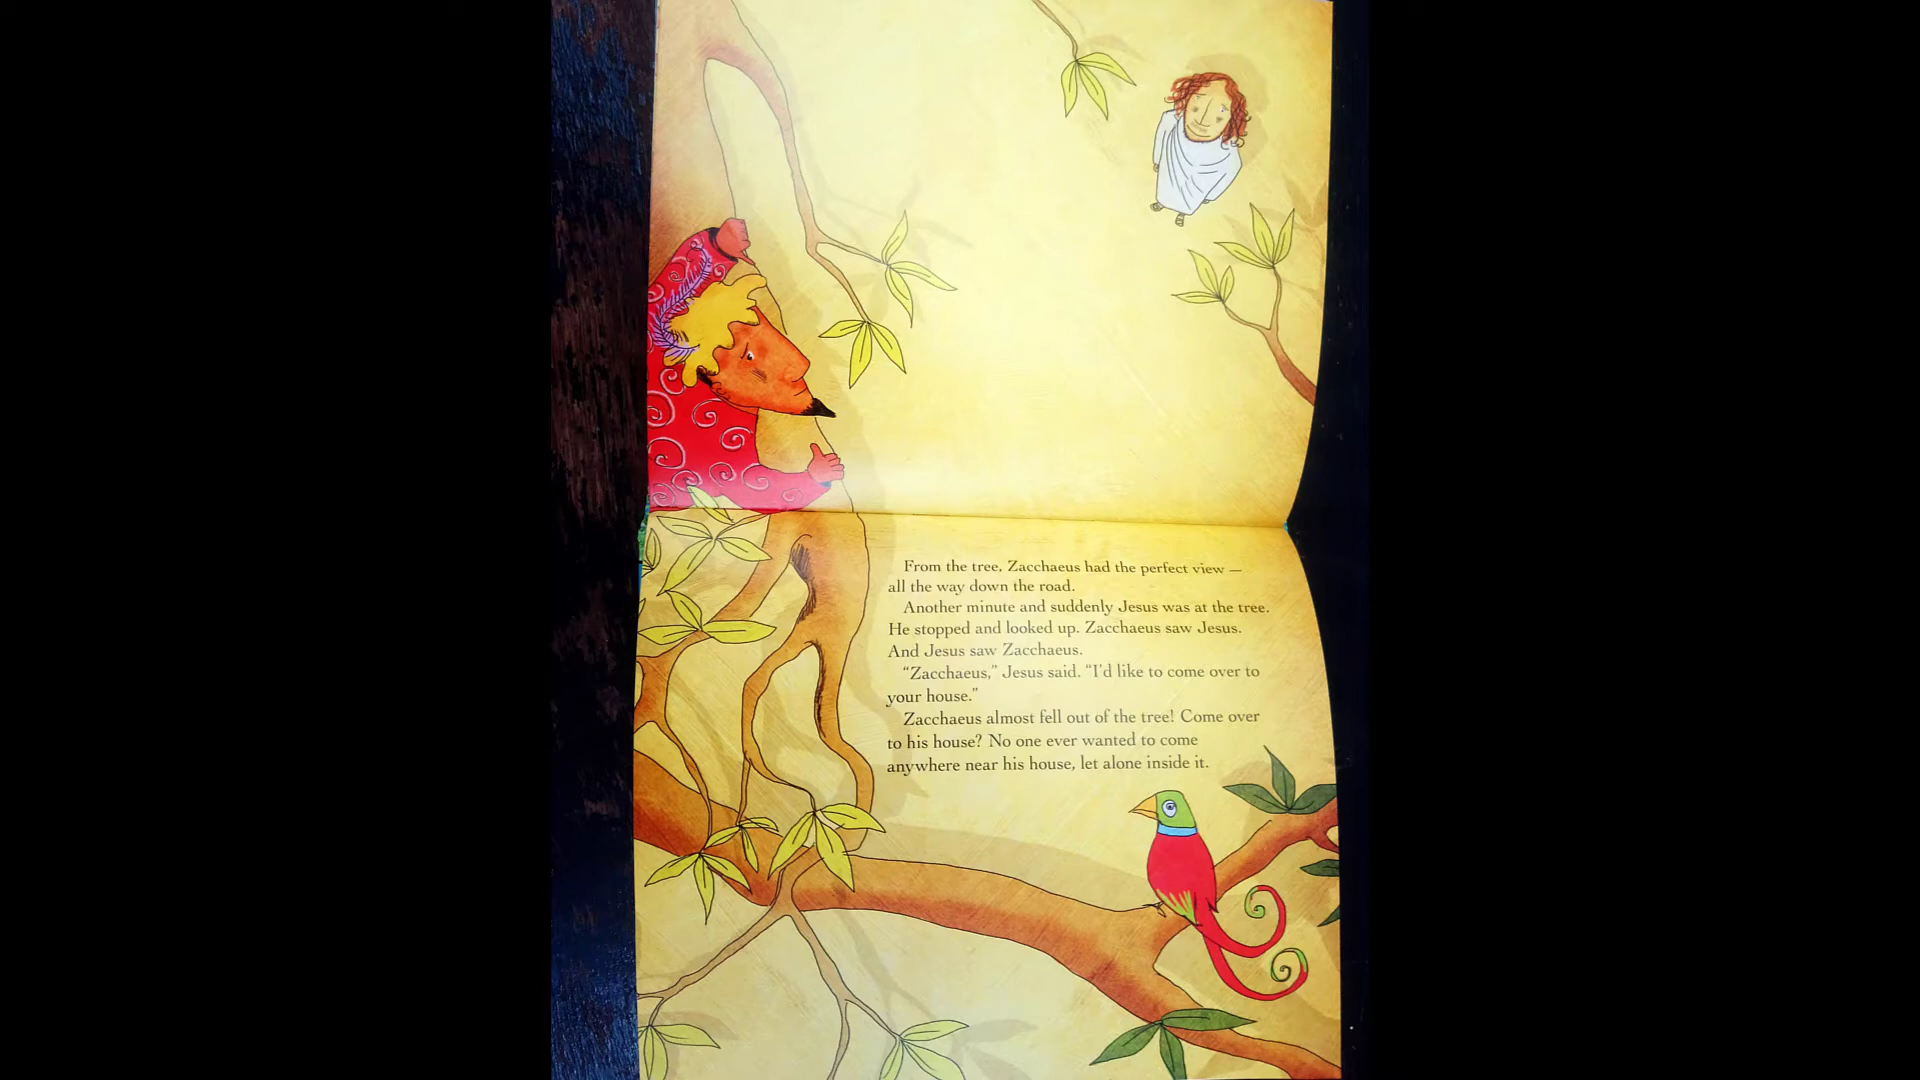 From the tree, Zacchaeus had the perfect view —
all the way down the road.
Another minute and suddenly Jesus was at the tree.
He stopped and looked up. Zacchaeus saw Jesus.
And Jesus saw Zacchaeus.
“Zacchaeus,” Jesus said. “I’d like to come over to
your house.”
Zacchaeus almost fell out of the tree! Come over
to his house? No one ever wanted to come
anywhere near his house, let alone inside it.